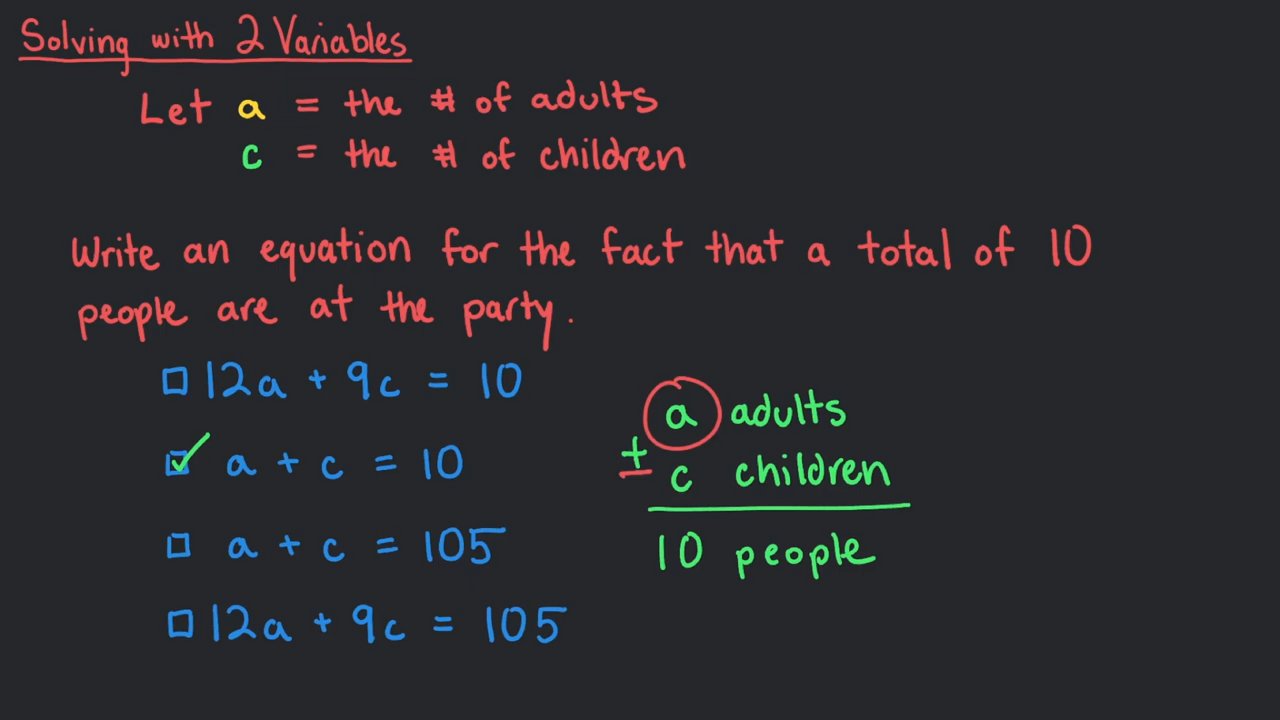 Solving with 2 Variables
Let a = the # of adults
c = the # of children
Write an equation for the fact that a total of 10
people are at the party.
12a + 9c = 10
a + c = 10
a + c = 105
12a + 9c = 105
a adults
+ c children
10 people